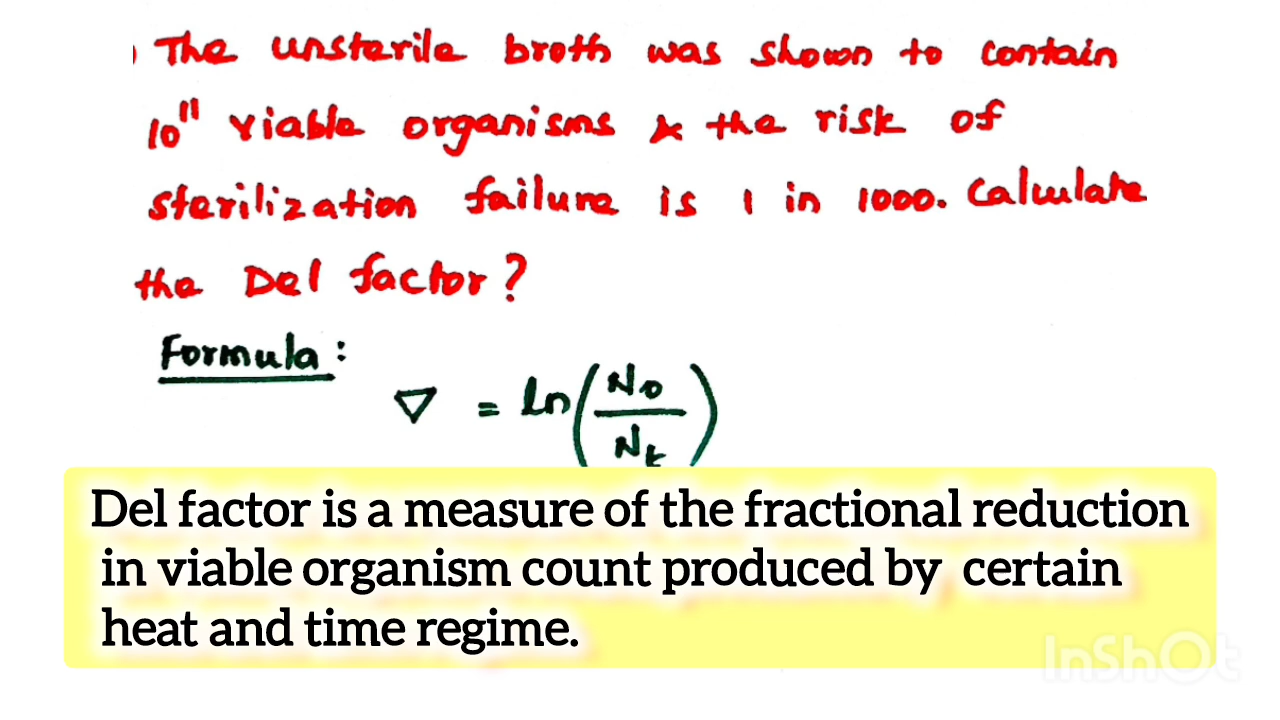 The unsterile broth was shown to contain
10¹¹ viable organisms & the risk of
sterilization failure is 1 in 1000. Calculate
the Del factor?
Formula:
∇ = ln(N₀/Nt)
Del factor is a measure of the fractional reduction
in viable organism count produced by certain
heat and time regime.
InShOt